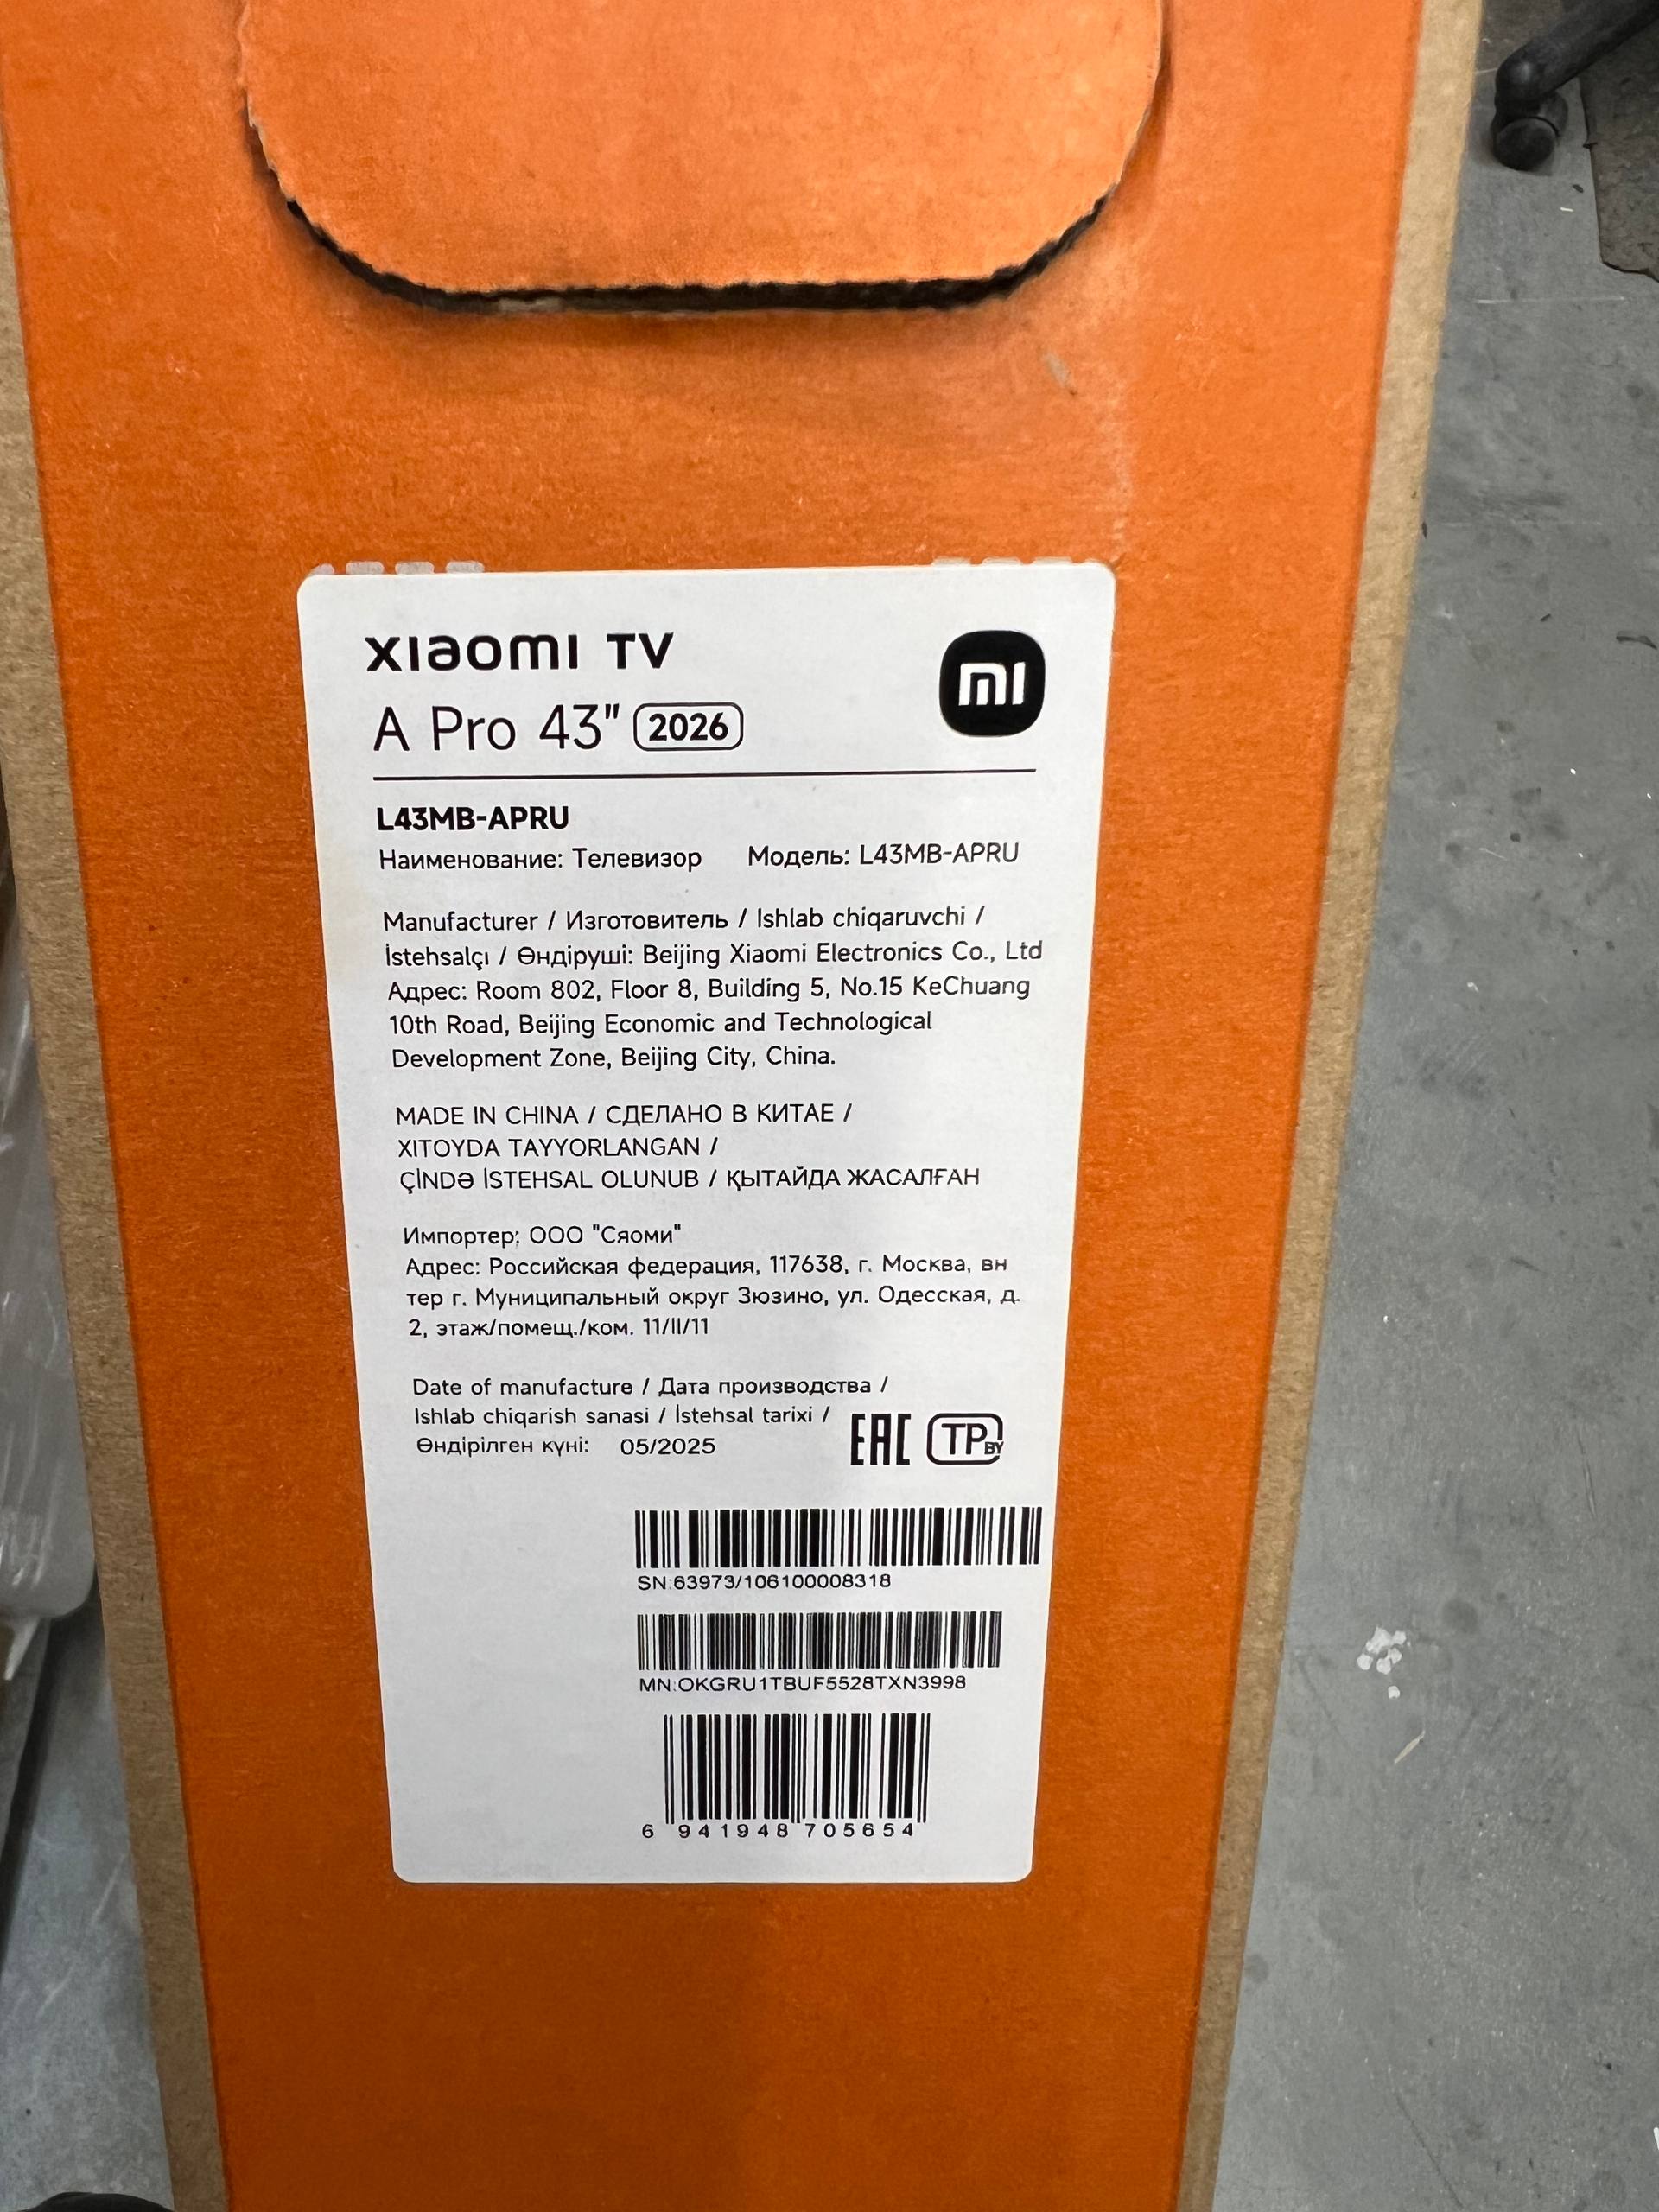 xiaomi TV
A Pro 43" 2026
mi
L43MB-APRU
Наименование: Телевизор Модель: L43MB-APRU
Manufacturer / Изготовитель / Ishlab chiqaruvchi /
İstehsalçı / Өндіруші: Beijing Xiaomi Electronics Co., Ltd
Адрес: Room 802, Floor 8, Building 5, No.15 KeChuang
10th Road, Beijing Economic and Technological
Development Zone, Beijing City, China.
MADE IN CHINA / СДЕЛАНО В КИТАЕ /
XITOYDA TAYYORLANGAN /
ÇİNDƏ İSTEHSAL OLUNUB / ҚЫТАЙДА ЖАСАЛҒАН
Импортер: ООО "Сяоми"
Адрес: Российская федерация, 117638, г. Москва, вн
тер г. Муниципальный округ Зюзино, ул. Одесская, д.
2, этаж/помещ./ком. 11/II/11
Date of manufacture / Дата производства /
Ishlab chiqarish sanasi / İstehsal tarixi /
Өндірілген күні: 05/2025
EAC TP BY
SN:63973/106100008318
MN:OKGRU1TBUF5528TXN3998
6 941948 705654